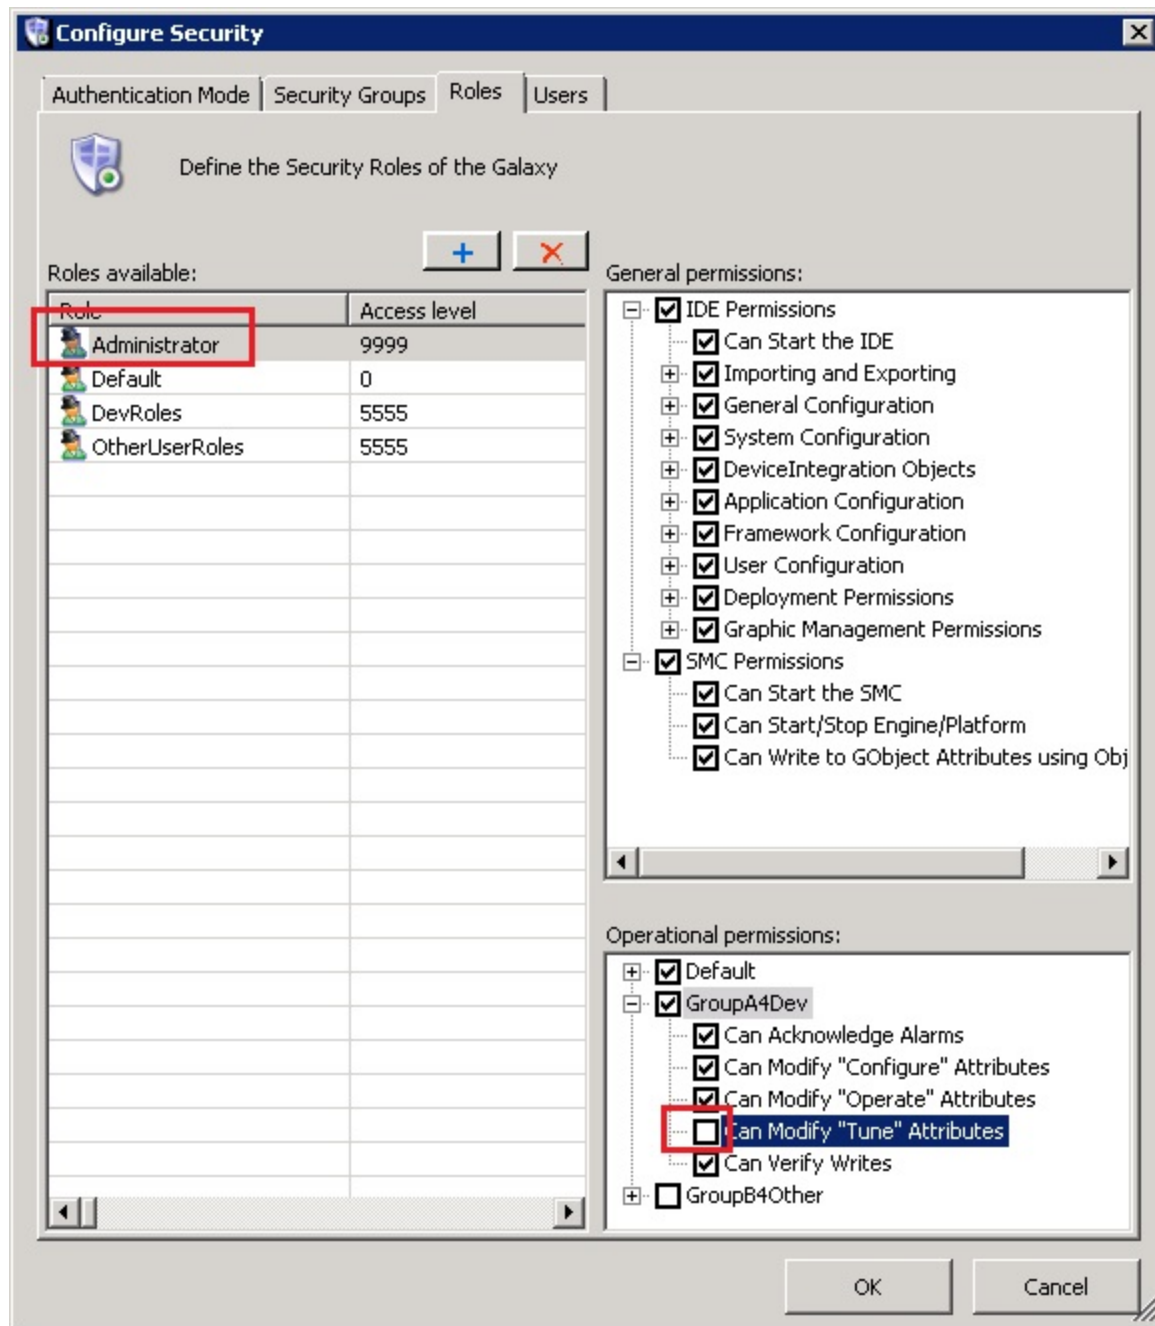 Configure Security
Authentication Mode
Security Groups
Roles
Users
Define the Security Roles of the Galaxy
Roles available:
Role Access level
Administrator 9999
Default 0
DevRoles 5555
OtherUserRoles 5555
General permissions:
IDE Permissions
Can Start the IDE
Importing and Exporting
General Configuration
System Configuration
DeviceIntegration Objects
Application Configuration
Framework Configuration
User Configuration
Deployment Permissions
Graphic Management Permissions
SMC Permissions
Can Start the SMC
Can Start/Stop Engine/Platform
Can Write to GObject Attributes using Obj
Operational permissions:
Default
GroupA4Dev
Can Acknowledge Alarms
Can Modify "Configure" Attributes
Can Modify "Operate" Attributes
Can Modify "Tune" Attributes
Can Verify Writes
GroupB4Other
OK
Cancel